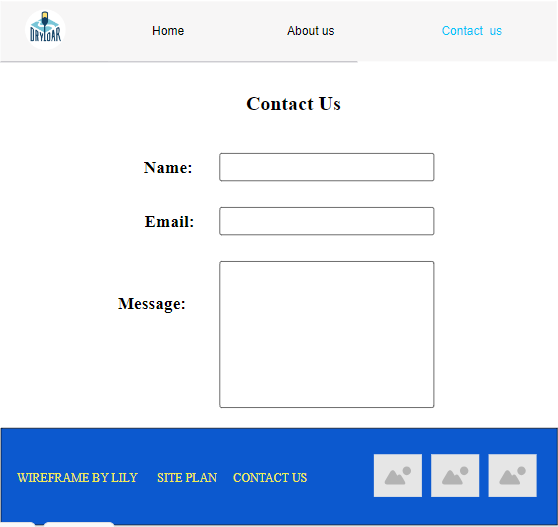 DRYLOAR
Home About us Contact us
Contact Us
Name:
Email:
Message:
WIREFRAME BY LILY SITE PLAN CONTACT US